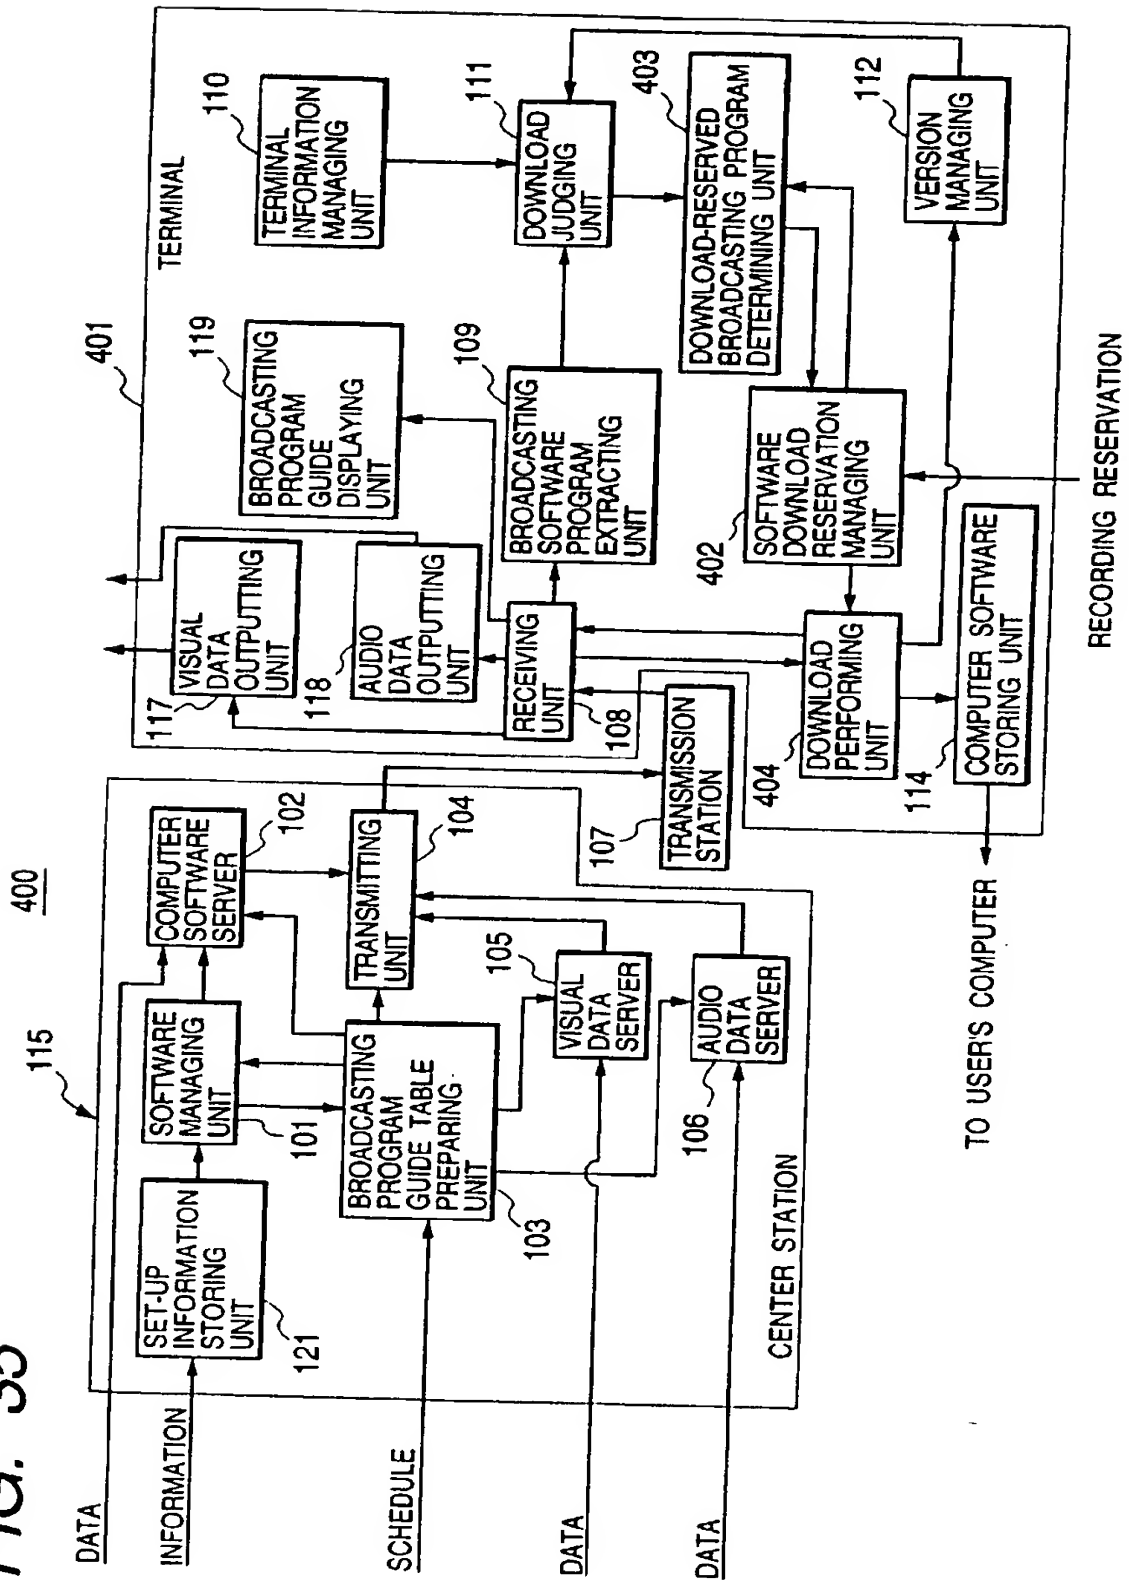 FIG. 35
400
DATA
INFORMATION
SCHEDULE
DATA
DATA
115
SET-UP
INFORMATION
STORING
UNIT
121
SOFTWARE
MANAGING
UNIT
101
COMPUTER
SOFTWARE
SERVER
102
BROADCASTING
PROGRAM
GUIDE TABLE
PREPARING
UNIT
103
TRANSMITTING
UNIT
104
VISUAL
DATA
SERVER
105
AUDIO
DATA
SERVER
106
CENTER STATION
TRANSMISSION
STATION
107
401
TERMINAL
VISUAL
DATA
OUTPUTTING
UNIT
117
AUDIO
DATA
OUTPUTTING
UNIT
118
BROADCASTING
PROGRAM
GUIDE
DISPLAYING
UNIT
119
TERMINAL
INFORMATION
MANAGING
UNIT
110
RECEIVING
UNIT
108
BROADCASTING
SOFTWARE
PROGRAM
EXTRACTING
UNIT
109
DOWNLOAD
JUDGING
UNIT
111
DOWNLOAD-RESERVED
BROADCASTING PROGRAM
DETERMINING UNIT
403
SOFTWARE
DOWNLOAD
RESERVATION
MANAGING
UNIT
402
DOWNLOAD
PERFORMING
UNIT
404
VERSION
MANAGING
UNIT
112
COMPUTER SOFTWARE
STORING UNIT
114
TO USER'S COMPUTER
RECORDING RESERVATION